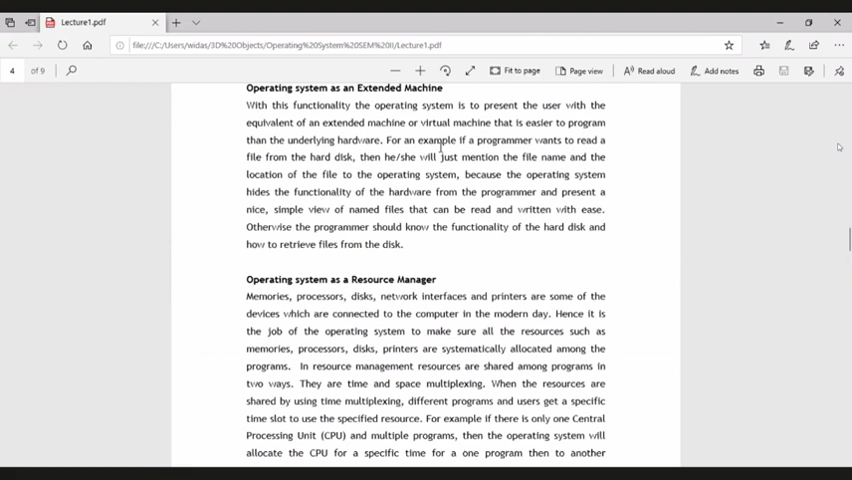 Lecture1.pdf
file:///C:/Users/widas/3D%20Objects/Operating%20System%20SEM%20II/Lecture1.pdf
4 of 9 Fit to page Page view Read aloud Add notes
Operating system as an Extended Machine
With this functionality the operating system is to present the user with the
equivalent of an extended machine or virtual machine that is easier to program
than the underlying hardware. For an example if a programmer wants to read a
file from the hard disk, then he/she will just mention the file name and the
location of the file to the operating system, because the operating system
hides the functionality of the hardware from the programmer and present a
nice, simple view of named files that can be read and written with ease.
Otherwise the programmer should know the functionality of the hard disk and
how to retrieve files from the disk.
Operating system as a Resource Manager
Memories, processors, disks, network interfaces and printers are some of the
devices which are connected to the computer in the modern day. Hence it is
the job of the operating system to make sure all the resources such as
memories, processors, disks, printers are systematically allocated among the
programs. In resource management resources are shared among programs in
two ways. They are time and space multiplexing. When the resources are
shared by using time multiplexing, different programs and users get a specific
time slot to use the specified resource. For example if there is only one Central
Processing Unit (CPU) and multiple programs, then the operating system will
allocate the CPU for a specific time for a one program then to another